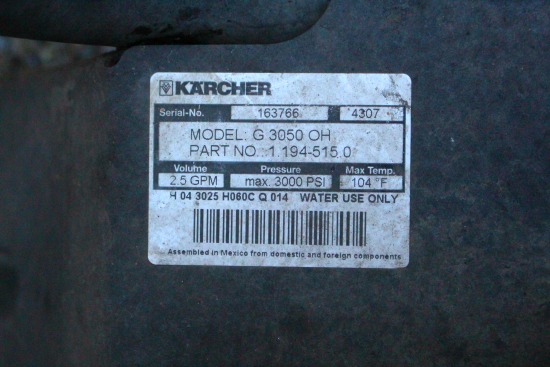 KÄRCHER
Serial-No. 163766 4307
MODEL: G 3050 OH
PART NO. :1.194-515.0
Volume Pressure Max Temp.
2.5 GPM max. 3000 PSI 104 °F
H 04 3025 H060C Q 014 WATER USE ONLY
Assembled in Mexico from domestic and foreign components